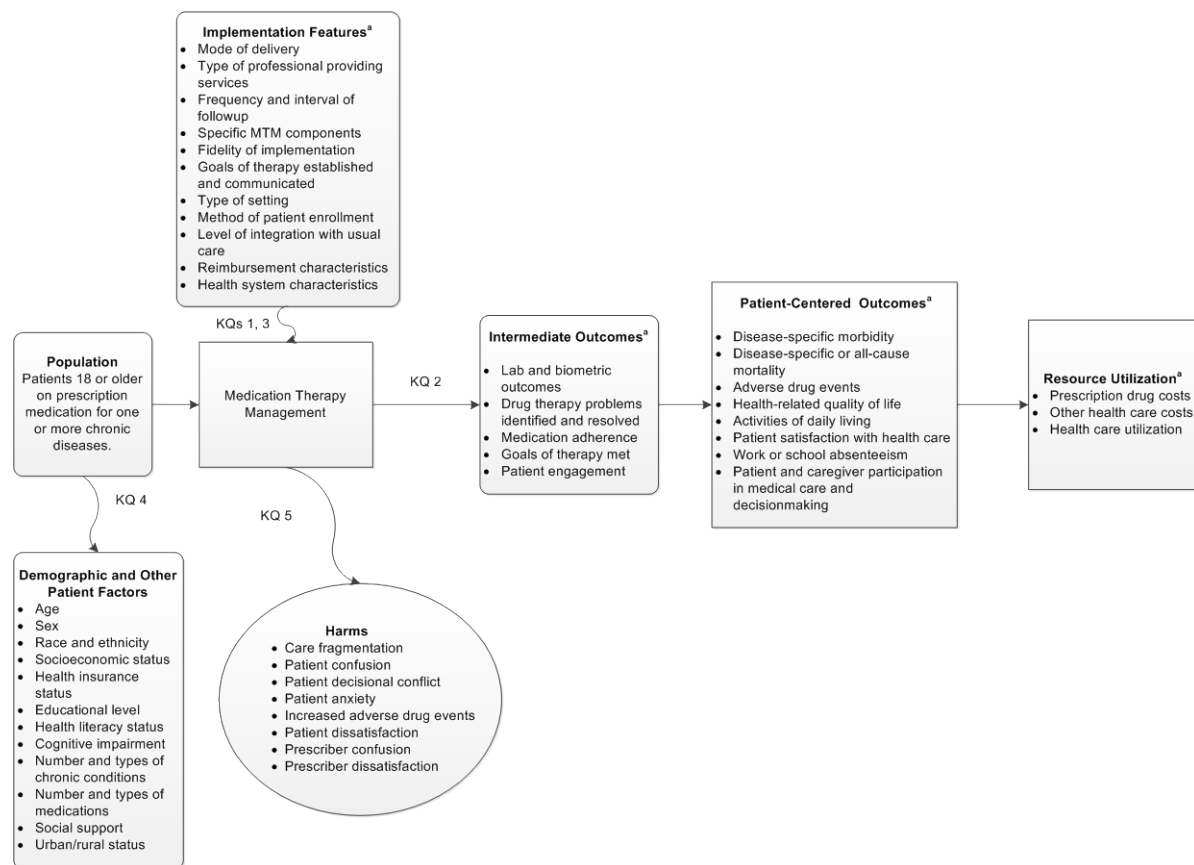 Implementation Featuresᵃ
• Mode of delivery
• Type of professional providing
services
• Frequency and interval of
followup
• Specific MTM components
• Fidelity of implementation
• Goals of therapy established
and communicated
• Type of setting
• Method of patient enrollment
• Level of integration with usual
care
• Reimbursement characteristics
• Health system characteristics
KQs 1, 3
Population
Patients 18 or older
on prescription
medication for one
or more chronic
diseases.
Medication Therapy
Management
KQ 2
Intermediate Outcomesᵃ
• Lab and biometric
outcomes
• Drug therapy problems
identified and resolved
• Medication adherence
• Goals of therapy met
• Patient engagement
Patient-Centered Outcomesᵃ
• Disease-specific morbidity
• Disease-specific or all-cause
mortality
• Adverse drug events
• Health-related quality of life
• Activities of daily living
• Patient satisfaction with health care
• Work or school absenteeism
• Patient and caregiver participation
in medical care and
decisionmaking
Resource Utilizationᵃ
• Prescription drug costs
• Other health care costs
• Health care utilization
KQ 4
KQ 5
Demographic and Other
Patient Factors
• Age
• Sex
• Race and ethnicity
• Socioeconomic status
• Health insurance
status
• Educational level
• Health literacy status
• Cognitive impairment
• Number and types of
chronic conditions
• Number and types of
medications
• Social support
• Urban/rural status
Harms
• Care fragmentation
• Patient confusion
• Patient decisional conflict
• Patient anxiety
• Increased adverse drug events
• Patient dissatisfaction
• Prescriber confusion
• Prescriber dissatisfaction